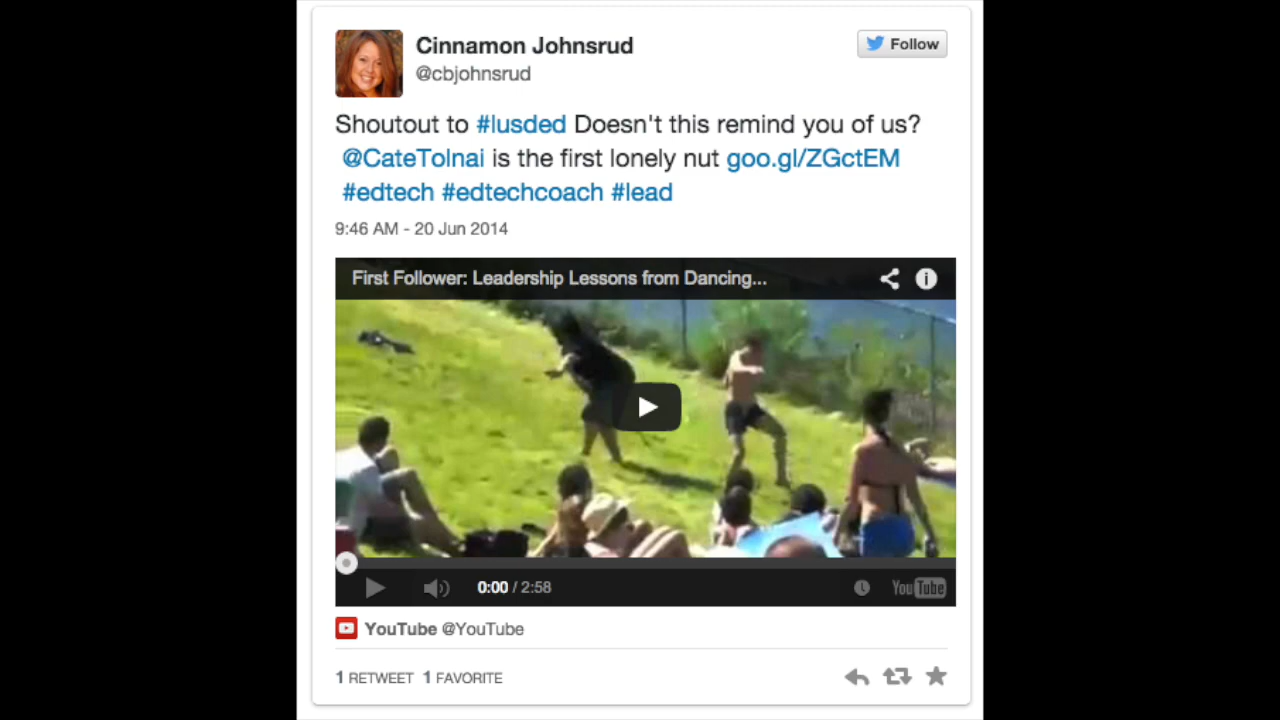 Cinnamon Johnsrud
@cbjohnsrud
Follow
Shoutout to #lusded Doesn't this remind you of us?
@CateTolnai is the first lonely nut goo.gl/ZGctEM
#edtech #edtechcoach #lead
9:46 AM - 20 Jun 2014
First Follower: Leadership Lessons from Dancing...
0:00 / 2:58
YouTube
YouTube @YouTube
1 RETWEET 1 FAVORITE